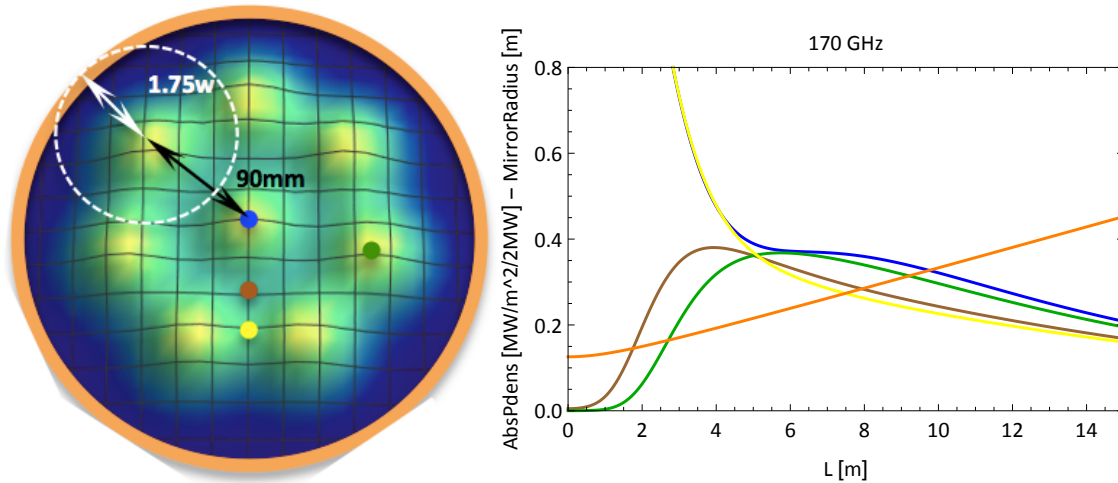 1.75w
90mm
170 GHz
AbsPdens [MW/m^2/2MW] – MirrorRadius [m]
0.8
0.6
0.4
0.2
0.0
0 2 4 6 8 10 12 14
L [m]